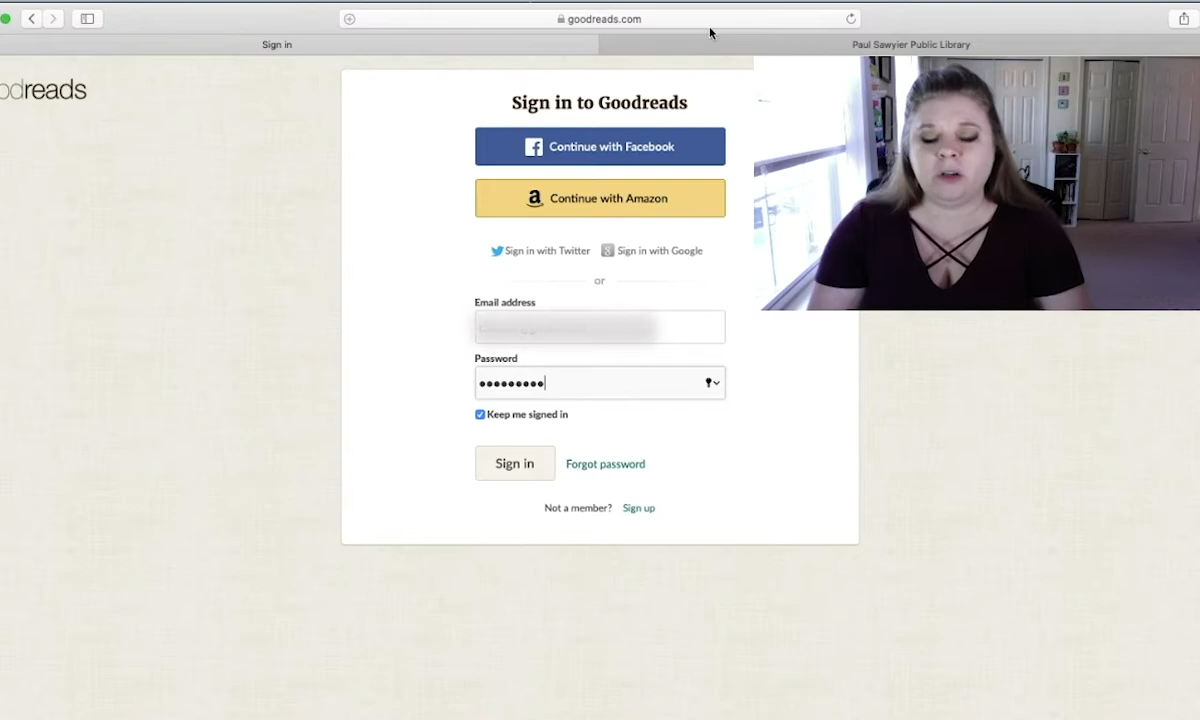 goodreads.com
Sign in
Paul Sawyier Public Library
odreads
Sign in to Goodreads
Continue with Facebook
Continue with Amazon
Sign in with Twitter
Sign in with Google
or
Email address
Password
Keep me signed in
Sign in
Forgot password
Not a member? Sign up